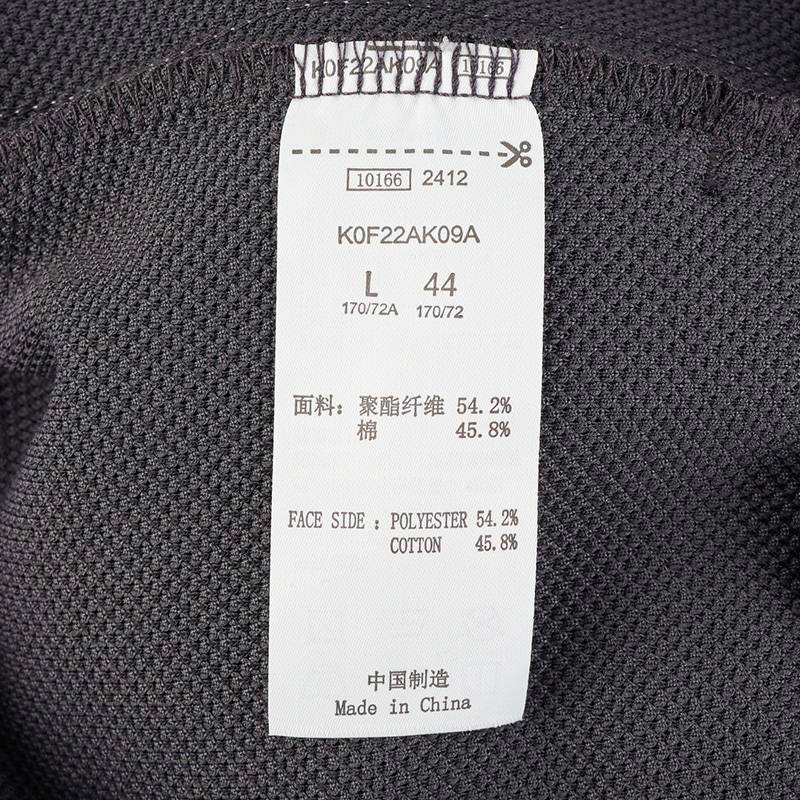 K0F22AK09A 10166
10166 2412
K0F22AK09A
L 44
170/72A 170/72
面料: 聚酯纤维 54.2%
棉 45.8%
FACE SIDE : POLYESTER 54.2%
COTTON 45.8%
中国制造
Made in China